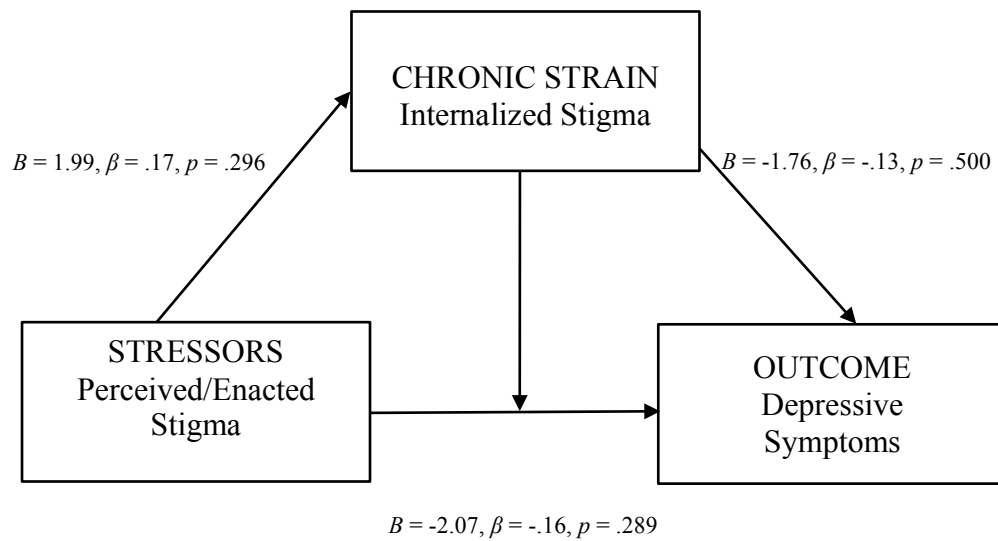 CHRONIC STRAIN
Internalized Stigma
B = 1.99, β = .17, p = .296
B = -1.76, β = -.13, p = .500
STRESSORS
Perceived/Enacted
Stigma
OUTCOME
Depressive
Symptoms
B = -2.07, β = -.16, p = .289